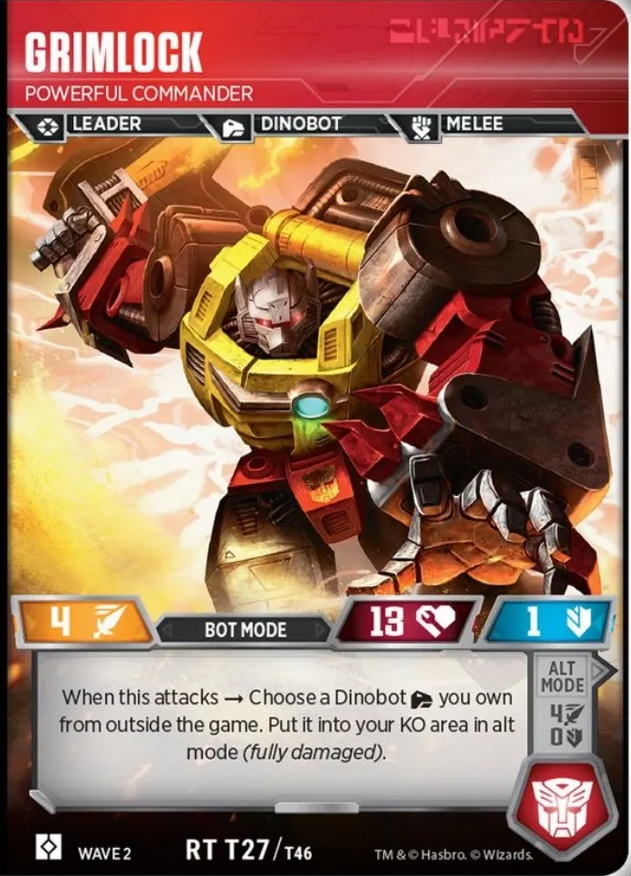 GRIMLOCK
POWERFUL COMMANDER
LEADER DINOBOT MELEE
4 BOT MODE 13 1
When this attacks → Choose a Dinobot you own
from outside the game. Put it into your KO area in alt
mode (fully damaged).
ALT
MODE
4
0
WAVE 2 RT T27/T46 TM & © Hasbro. © Wizards.